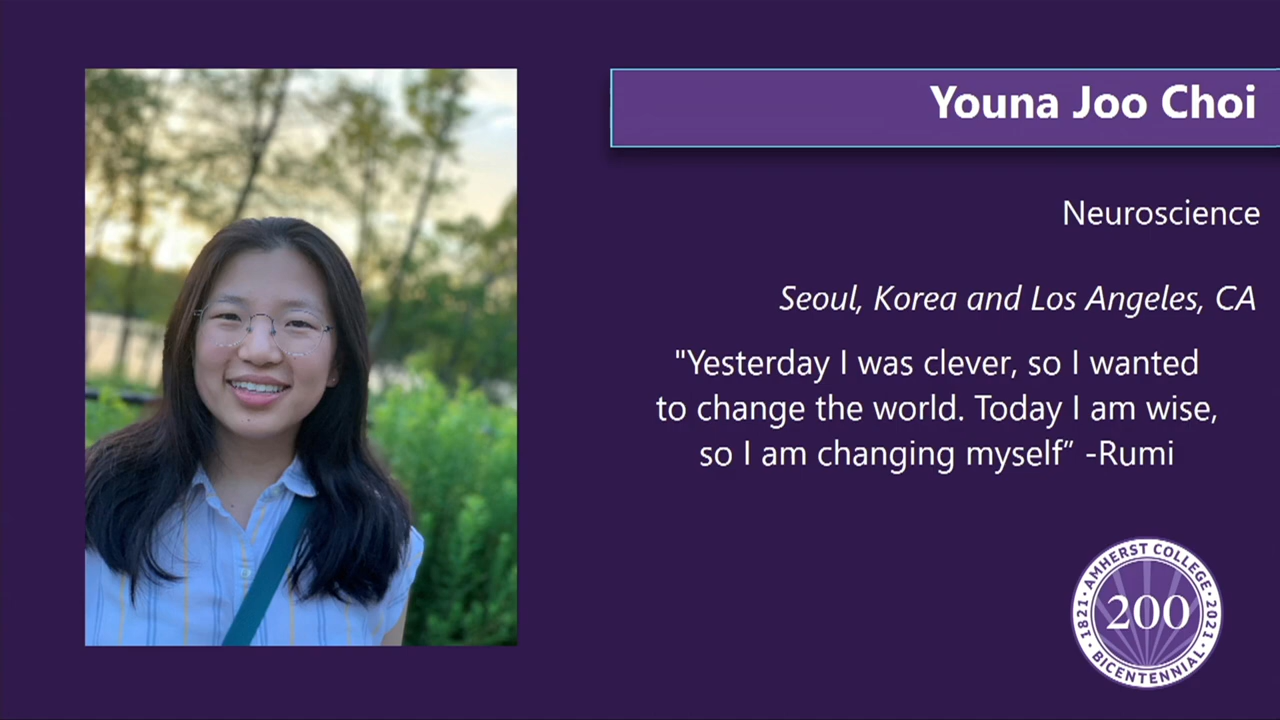 Youna Joo Choi
Neuroscience
Seoul, Korea and Los Angeles, CA
"Yesterday I was clever, so I wanted
to change the world. Today I am wise,
so I am changing myself” -Rumi
AMHERST COLLEGE
1821
200
2021
BICENTENNIAL